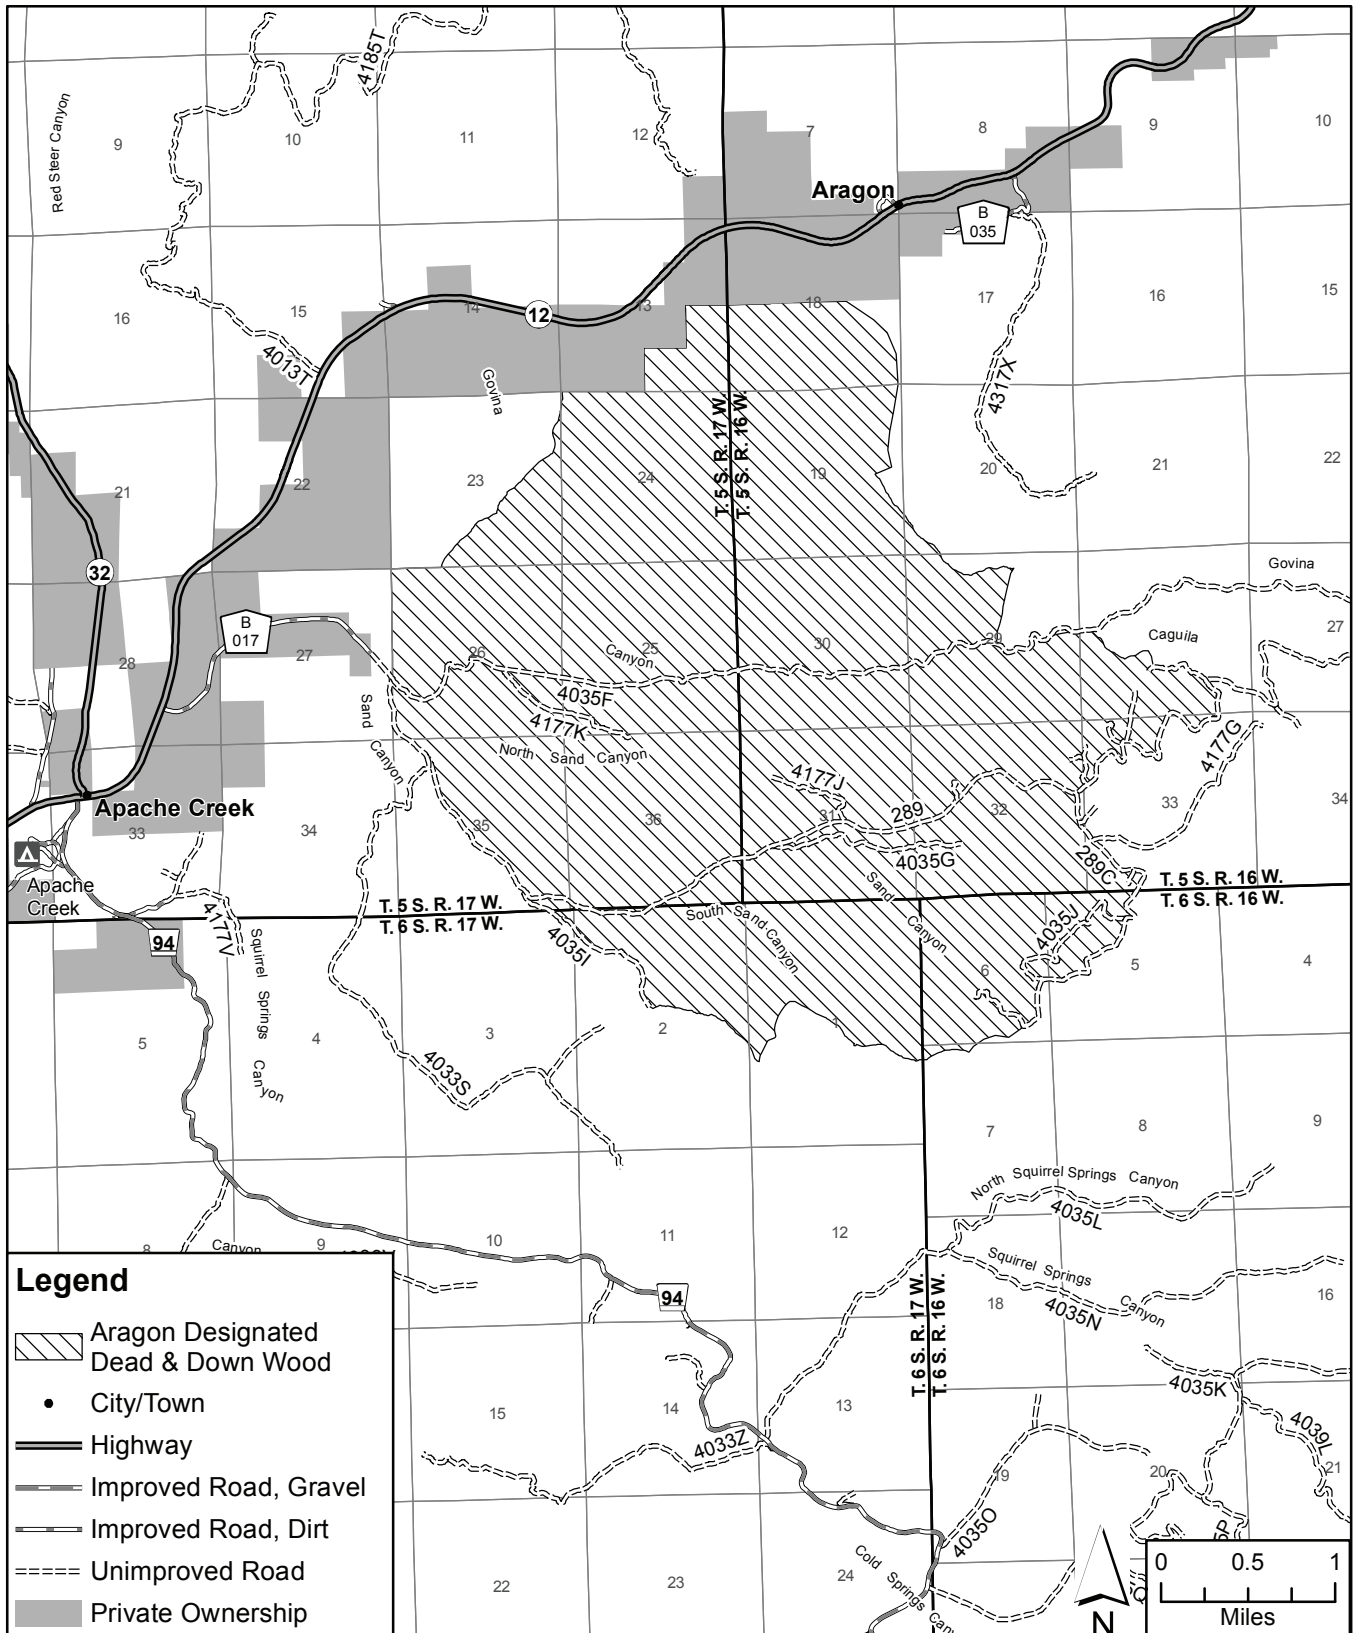 4185T
Red Steer Canyon
9
10
11
12
7
8
9
10
Aragon
B
035
16
15
14
13
18
17
16
15
12
4013T
Govina
4317X
T. 5 S. R. 17 W.
T. 5 S. R. 16 W.
21
22
23
24
19
20
21
22
32
Govina
B
017
28
27
26
25
30
29
Caguila
27
Canyon
Sand
Canyon
4035F
4177K
North Sand Canyon
4177G
4177J
289
Apache Creek
33
34
35
36
31
32
33
34
4035G
289C
Apache
Creek
T. 5 S. R. 17 W.
T. 6 S. R. 17 W.
T. 5 S. R. 16 W.
T. 6 S. R. 16 W.
Sand
Canyon
South Sand Canyon
4177V
94
Squirrel Springs
Canyon
4035I
4035J
5
4
3
2
1
6
5
4
4033S
7
8
9
North Squirrel Springs Canyon
4035L
8
Canyon
9
10
11
12
Squirrel Springs
Canyon
4035N
18
16
94
T. 6 S. R. 17 W.
T. 6 S. R. 16 W.
4035K
4039L
15
14
13
4033Z
19
20
21
4035O
22
23
24
Cold Springs
Legend
Aragon Designated
Dead & Down Wood
City/Town
Highway
Improved Road, Gravel
Improved Road, Dirt
Unimproved Road
Private Ownership
N
0 0.5 1
Miles